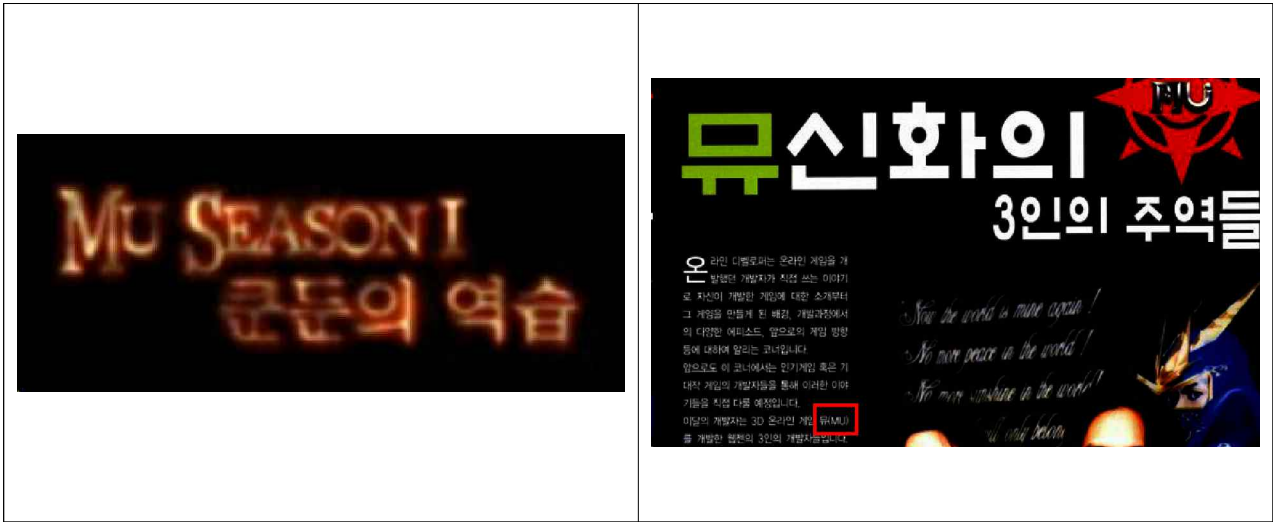 MU SEASON I
쿤둔의 역습
MU
뮤신화의
3인의 주역들
온라인 디벨로퍼는 온라인 게임을 개
발했던 개발자가 직접 쓰는 이야기
로 자신이 개발한 게임에 대한 소개부터
그 게임을 만들게 된 배경, 개발과정에서
의 다양한 에피소드, 앞으로의 게임 방향
등에 대하여 알리는 코너입니다.
앞으로도 이 코너에서는 인기게임 혹은 기
대작 게임의 개발자들을 통해 이러한 이야
기들을 직접 다룰 예정입니다.
이달의 개발자는 3D 온라인 게임 뮤(MU)
를 개발한 웹젠의 3인의 개발자들입니다.
Now the world is mine again !
No more peace in the world !
No more sunshine in the world!
only belong